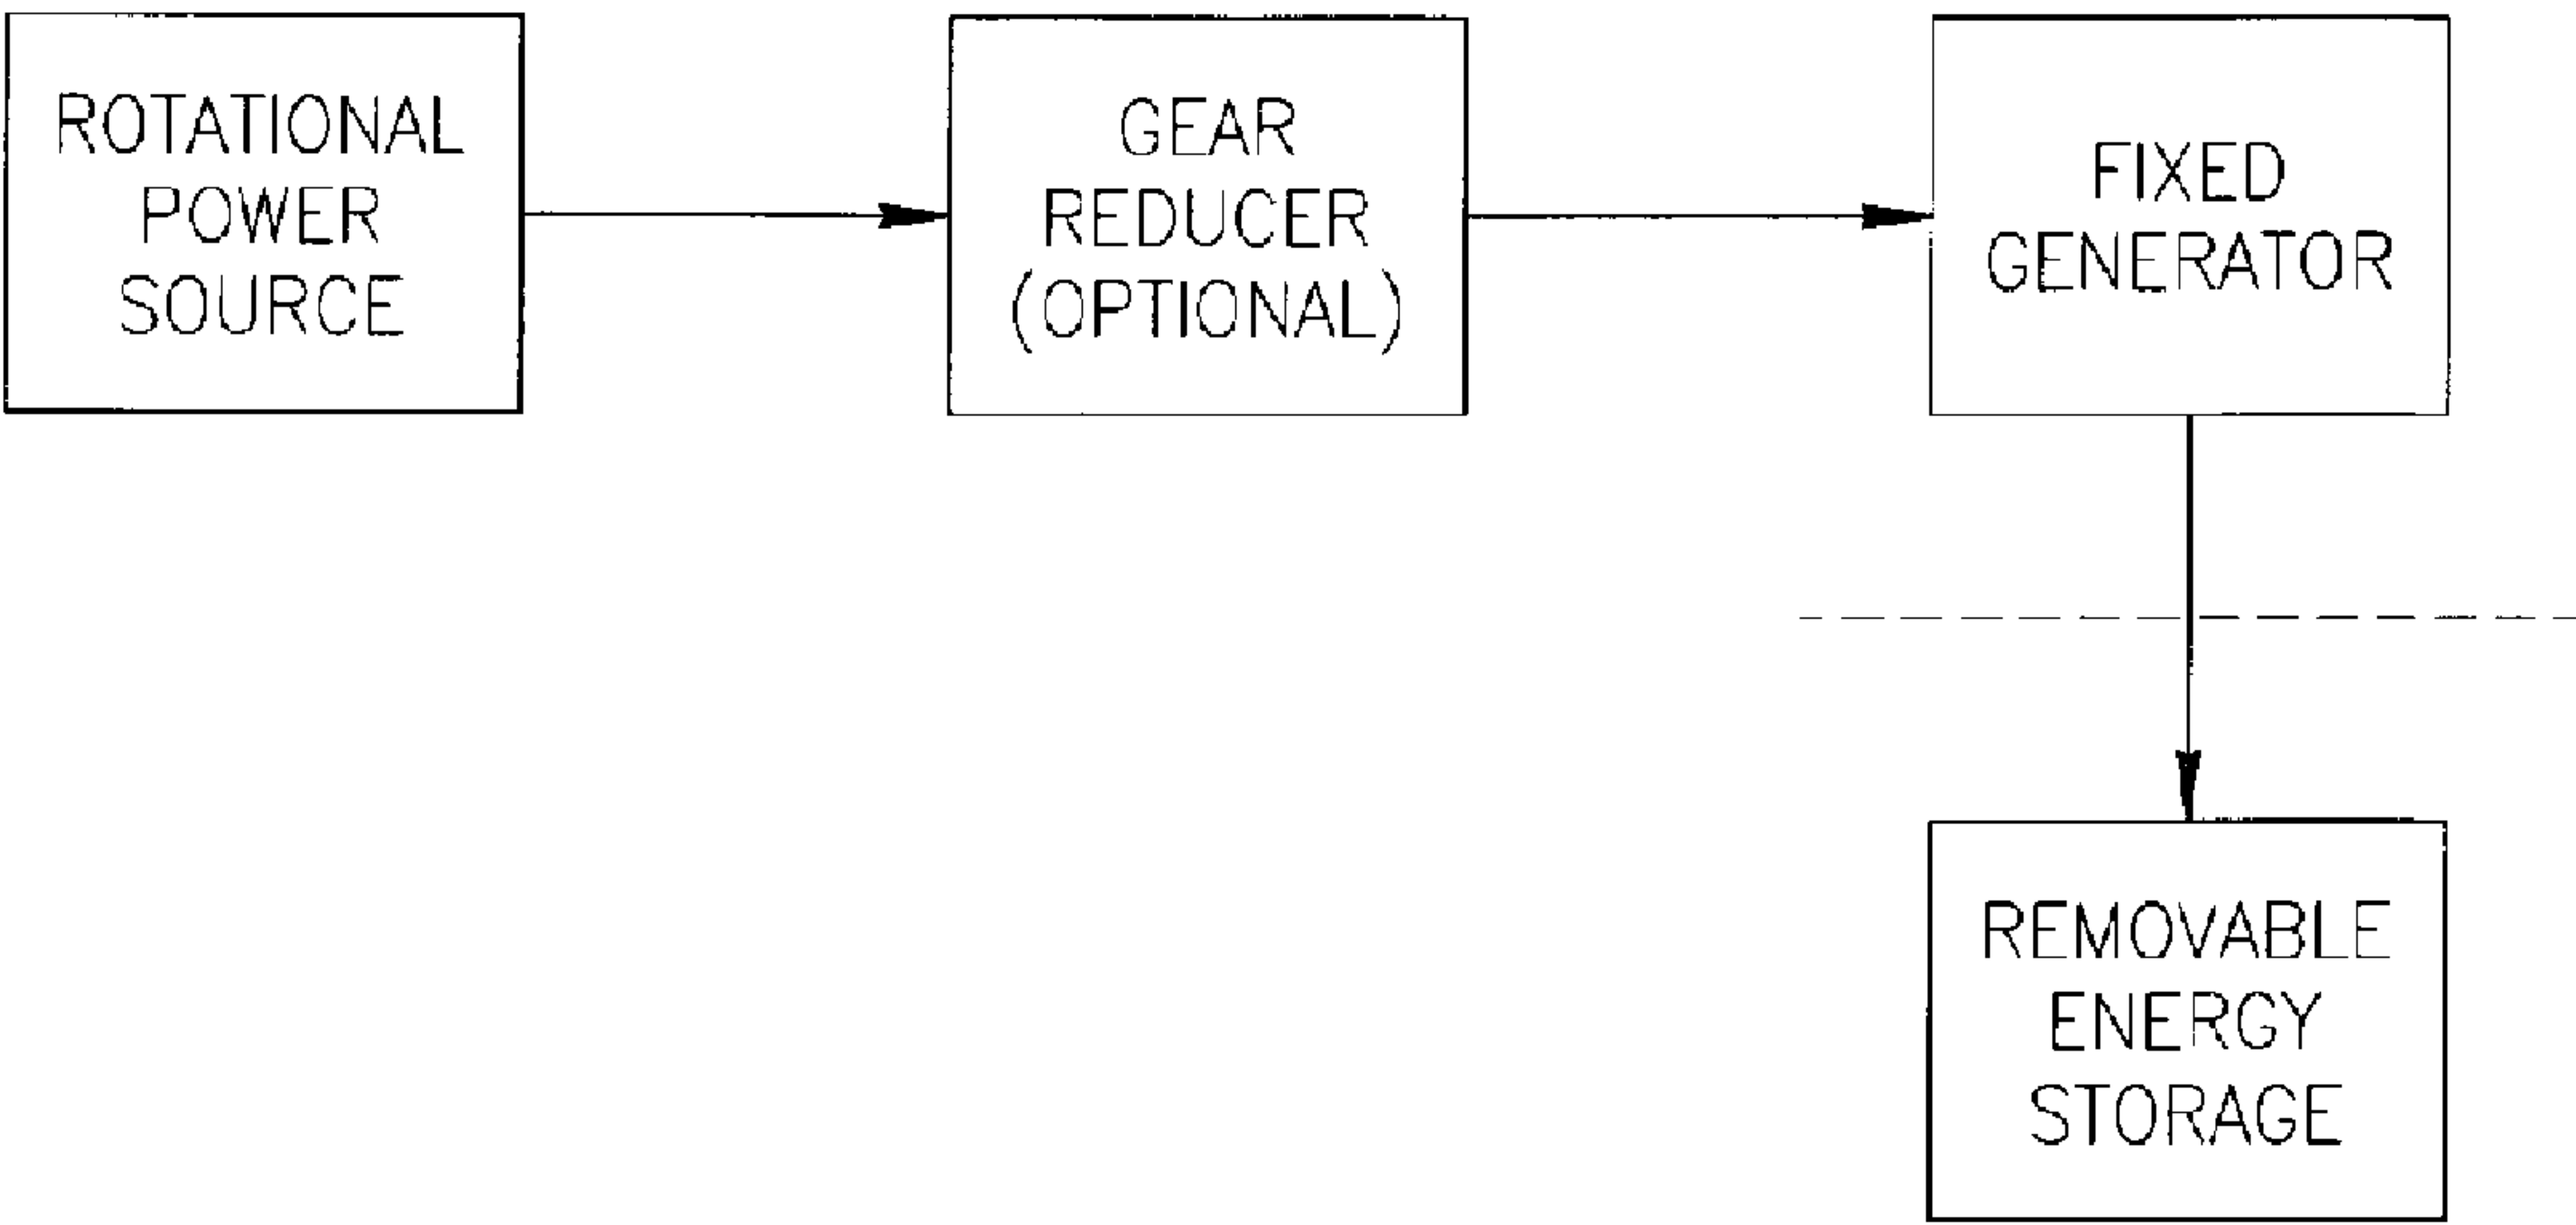 ROTATIONAL
POWER
SOURCE
GEAR
REDUCER
(OPTIONAL)
FIXED
GENERATOR
REMOVABLE
ENERGY
STORAGE